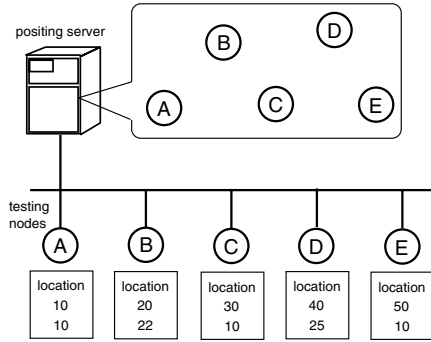 positing server
D
B
A
C
E
testing
nodes
A
B
C
D
E
location
10
10
location
20
22
location
30
10
location
40
25
location
50
10